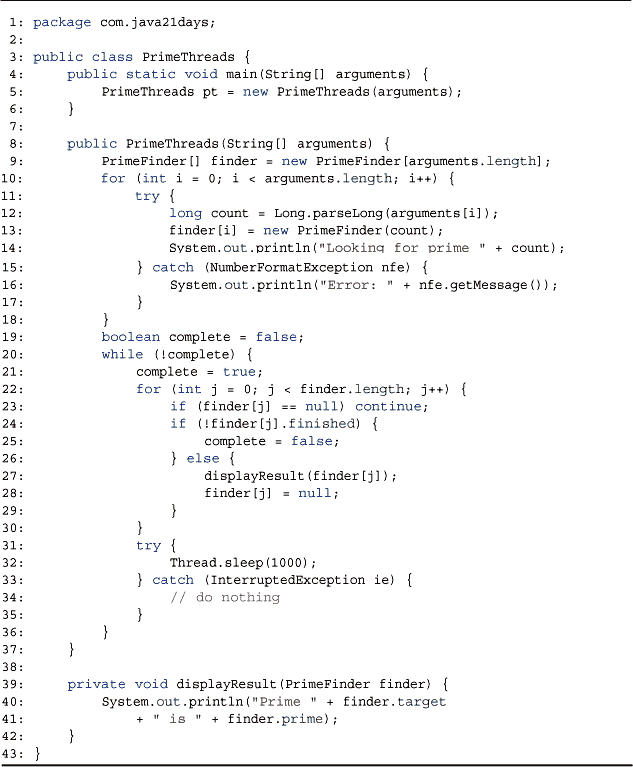 1: package com.java21days;
2:
3: public class PrimeThreads {
4:     public static void main(String[] arguments) {
5:         PrimeThreads pt = new PrimeThreads(arguments);
6:     }
7:
8:     public PrimeThreads(String[] arguments) {
9:         PrimeFinder[] finder = new PrimeFinder[arguments.length];
10:         for (int i = 0; i < arguments.length; i++) {
11:             try {
12:                 long count = Long.parseLong(arguments[i]);
13:                 finder[i] = new PrimeFinder(count);
14:                 System.out.println("Looking for prime " + count);
15:             } catch (NumberFormatException nfe) {
16:                 System.out.println("Error: " + nfe.getMessage());
17:             }
18:         }
19:         boolean complete = false;
20:         while (!complete) {
21:             complete = true;
22:             for (int j = 0; j < finder.length; j++) {
23:                 if (finder[j] == null) continue;
24:                 if (!finder[j].finished) {
25:                     complete = false;
26:                 } else {
27:                     displayResult(finder[j]);
28:                     finder[j] = null;
29:                 }
30:             }
31:             try {
32:                 Thread.sleep(1000);
33:             } catch (InterruptedException ie) {
34:                 // do nothing
35:             }
36:         }
37:     }
38:
39:     private void displayResult(PrimeFinder finder) {
40:         System.out.println("Prime " + finder.target
41:             + " is " + finder.prime);
42:     }
43: }